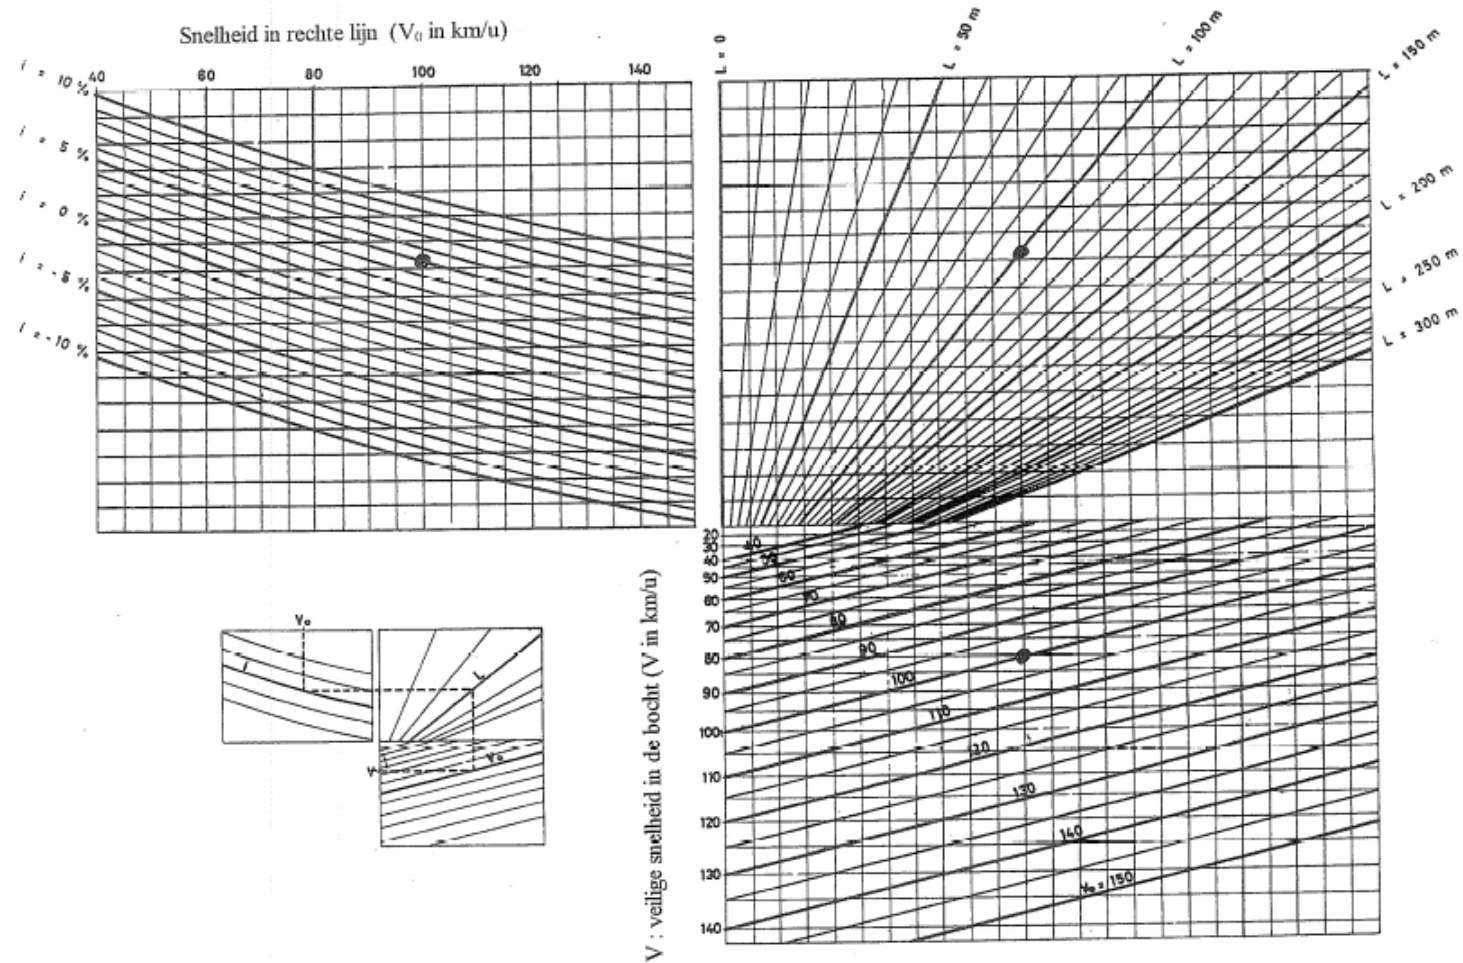 Snelheid in rechte lijn (V₀ in km/u)
40 60 80 100 120 140
i = 10 %
i = 5 %
i = 0 %
i = -5 %
i = -10 %
L = 0
L = 50 m
L = 100 m
L = 150 m
L = 200 m
L = 250 m
L = 300 m
V : veilige snelheid in de bocht (V in km/u)
20
30
40
50
60
70
80
90
100
110
120
130
140
40
50
60
70
80
90
100
110
120
130
140
V₀ = 150
V₀
i
L
V
V₀